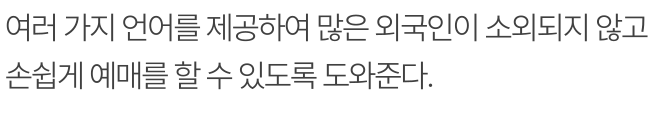 여러 가지 언어를 제공하여 많은 외국인이 소외되지 않고
손쉽게 예매를 할 수 있도록 도와준다.